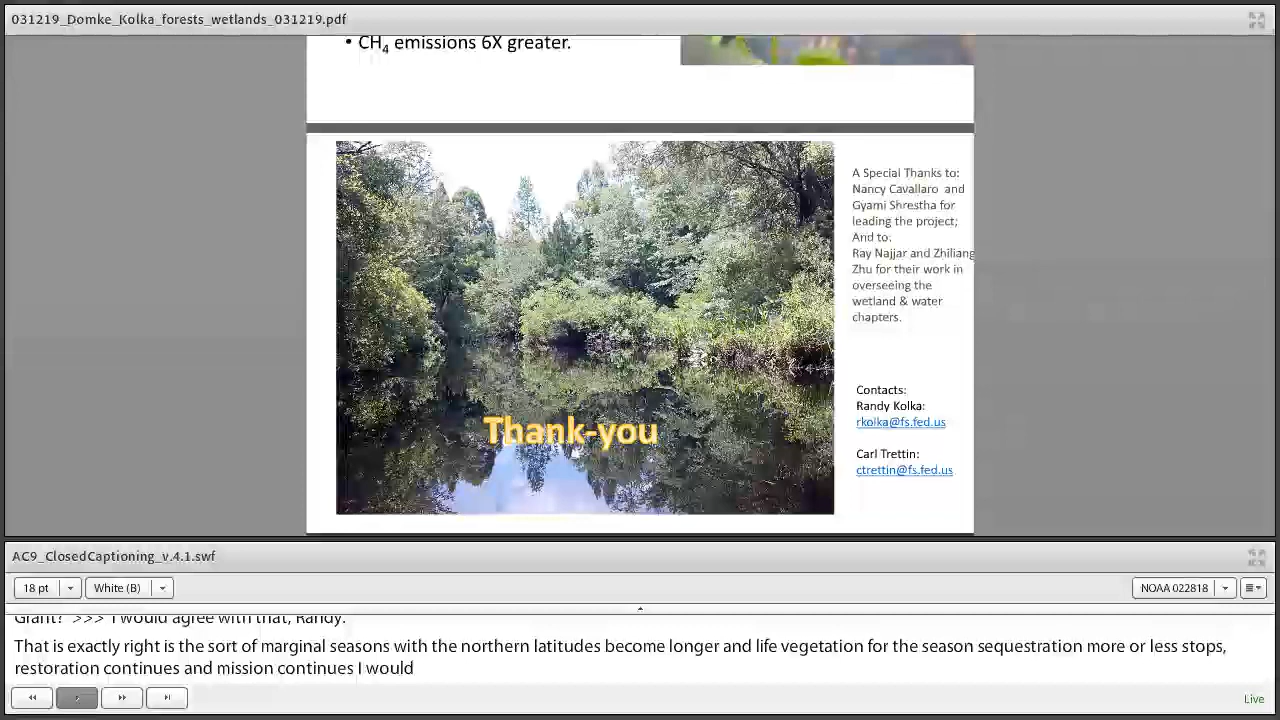 031219_Domke_Kolka_forests_wetlands_031219.pdf
• CH₄ emissions 6X greater.
A Special Thanks to:
Nancy Cavallaro and
Gyami Shrestha for
leading the project;
And to:
Ray Najjar and Zhiliang
Zhu for their work in
overseeing the
wetland & water
chapters.
Contacts:
Randy Kolka:
rkolka@fs.fed.us
Carl Trettin:
ctrettin@fs.fed.us
Thank-you
AC9_ClosedCaptioning_v.4.1.swf
18 pt
White (B)
NOAA 022818
Grant? >>> I would agree with that, Randy.
That is exactly right is the sort of marginal seasons with the northern latitudes become longer and life vegetation for the season sequestration more or less stops,
restoration continues and mission continues I would
Live